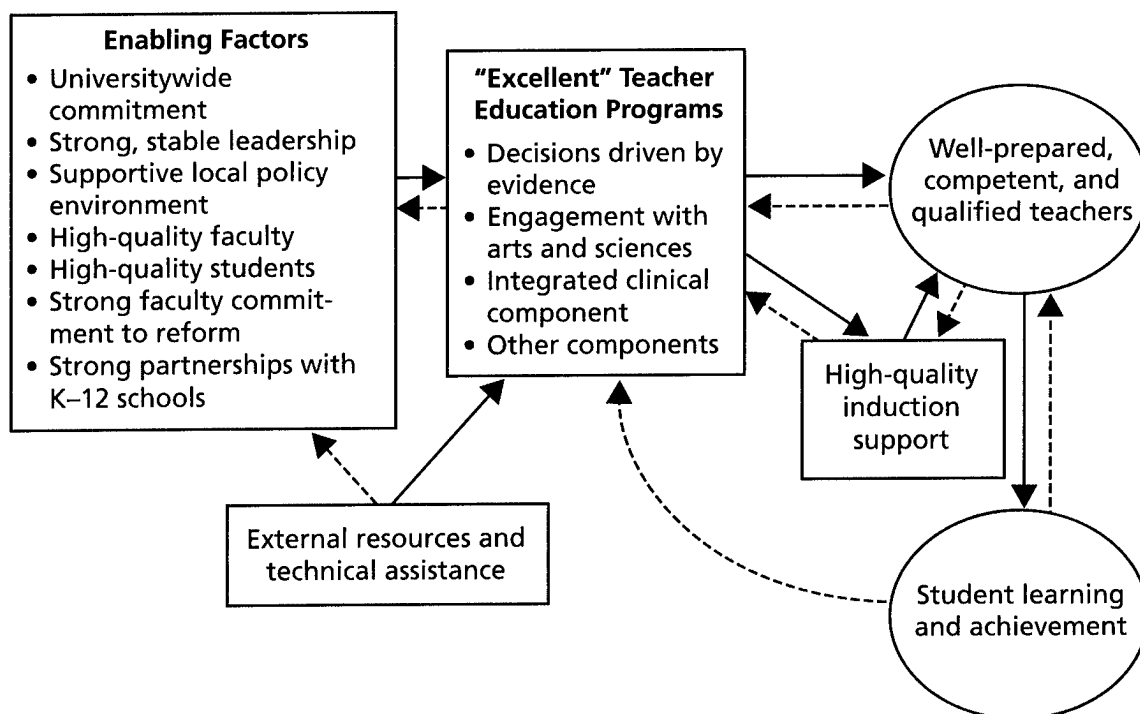 Enabling Factors
• Universitywide
commitment
• Strong, stable leadership
• Supportive local policy
environment
• High-quality faculty
• High-quality students
• Strong faculty commit-
ment to reform
• Strong partnerships with
K–12 schools
"Excellent" Teacher
Education Programs
• Decisions driven by
evidence
• Engagement with
arts and sciences
• Integrated clinical
component
• Other components
Well-prepared,
competent, and
qualified teachers
High-quality
induction
support
External resources and
technical assistance
Student learning
and achievement